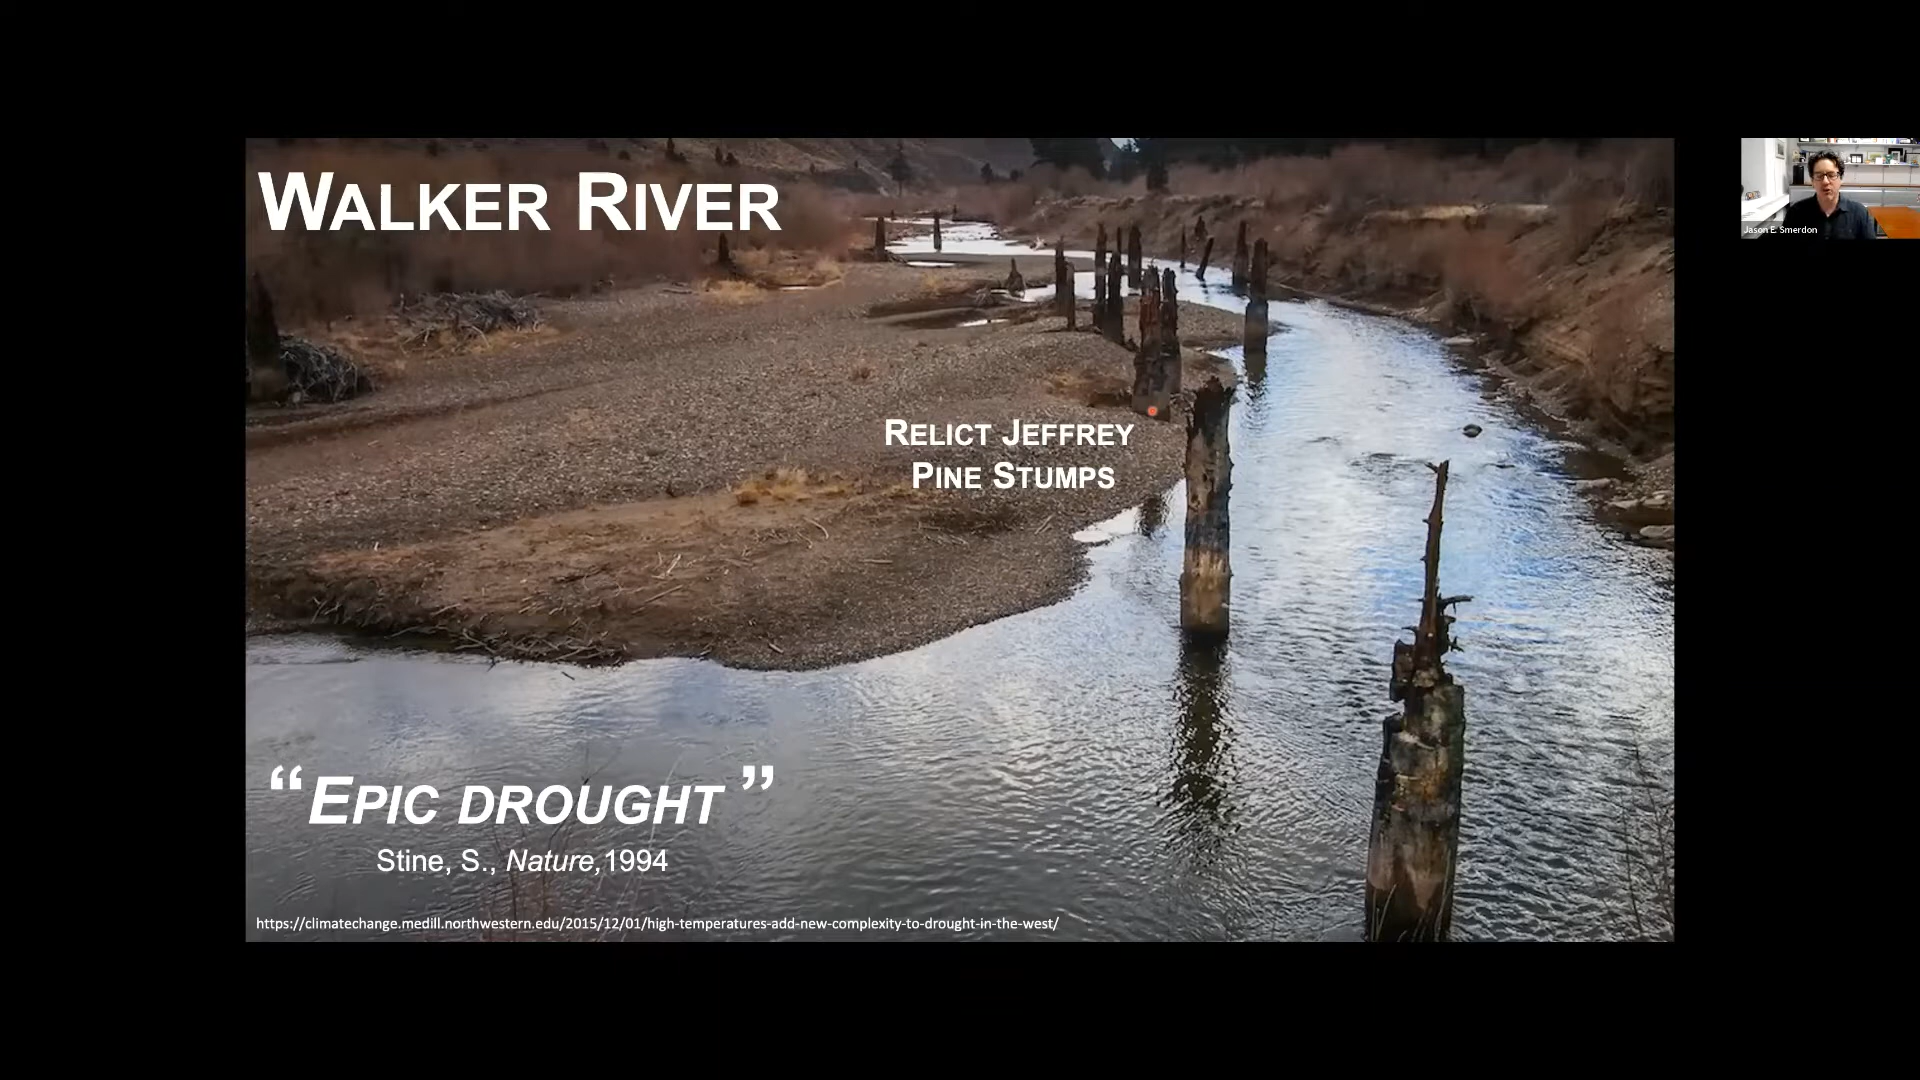 WALKER RIVER
Jason E. Smerdon
RELICT JEFFREY
PINE STUMPS
“EPIC DROUGHT”
Stine, S., Nature,1994
https://climatechange.medill.northwestern.edu/2015/12/01/high-temperatures-add-new-complexity-to-drought-in-the-west/